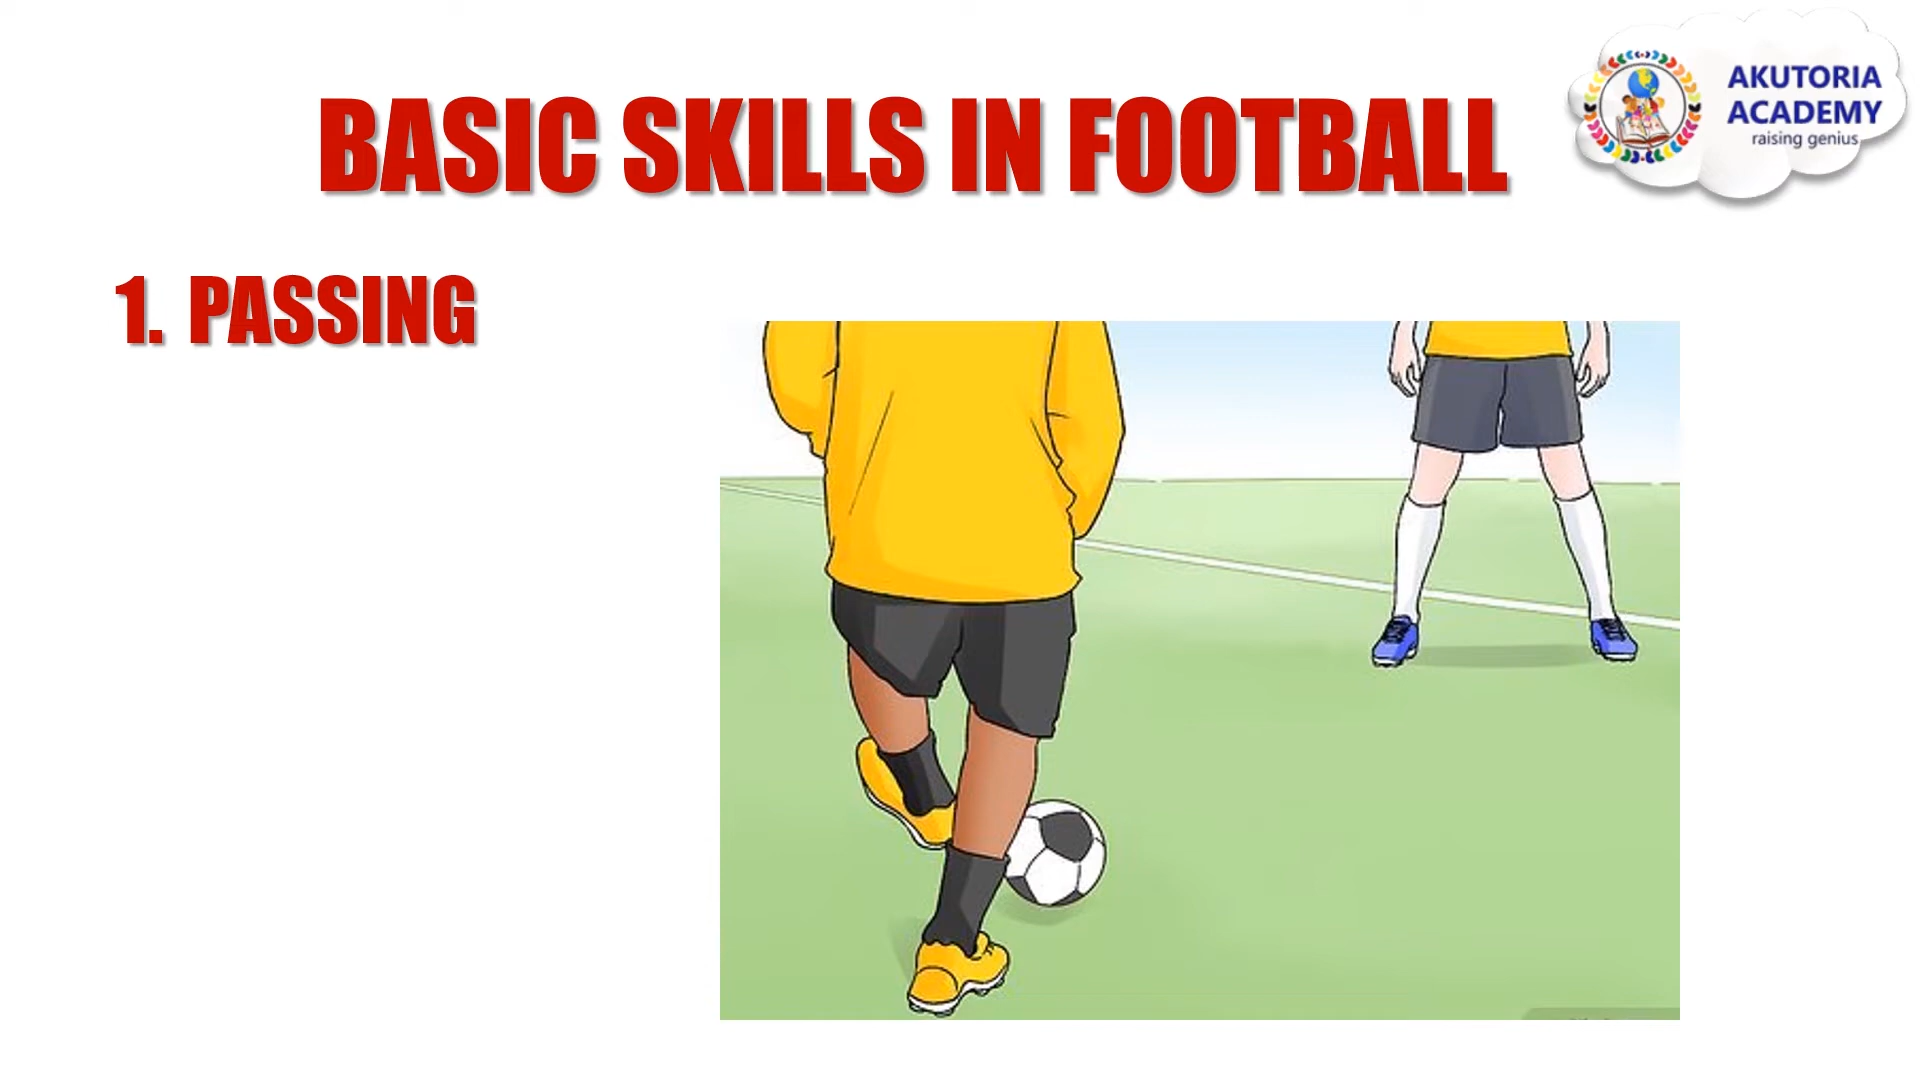 BASIC SKILLS IN FOOTBALL
AKUTORIA
ACADEMY
raising genius
1. PASSING